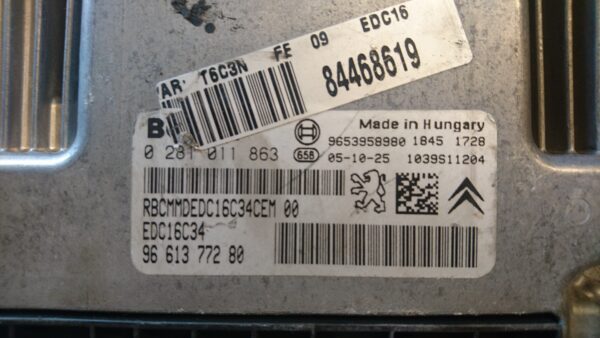 AR: T6C3N FE 09 EDC16
84468619
Made in Hungary
9653958980 1845 1728
0 281 011 863 658 05-10-25 1039S11204
RBCMMDEDC16C34CEM 00
EDC16C34
96 613 772 80